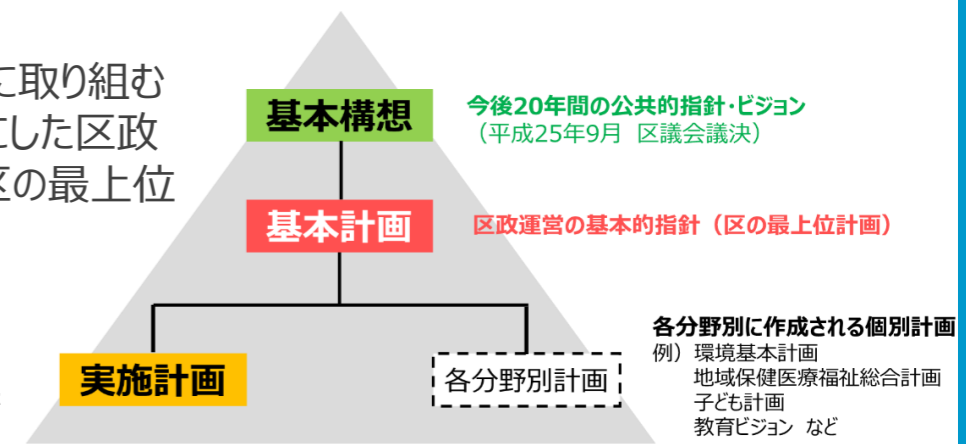 に取り組む
にした区政
区の最上位
基本構想
今後20年間の公共的指針・ビジョン
（平成25年9月 区議会議決）
基本計画
区政運営の基本的指針（区の最上位計画）
実施計画
各分野別計画
各分野別に作成される個別計画
例）環境基本計画
地域保健医療福祉総合計画
子ども計画
教育ビジョン など